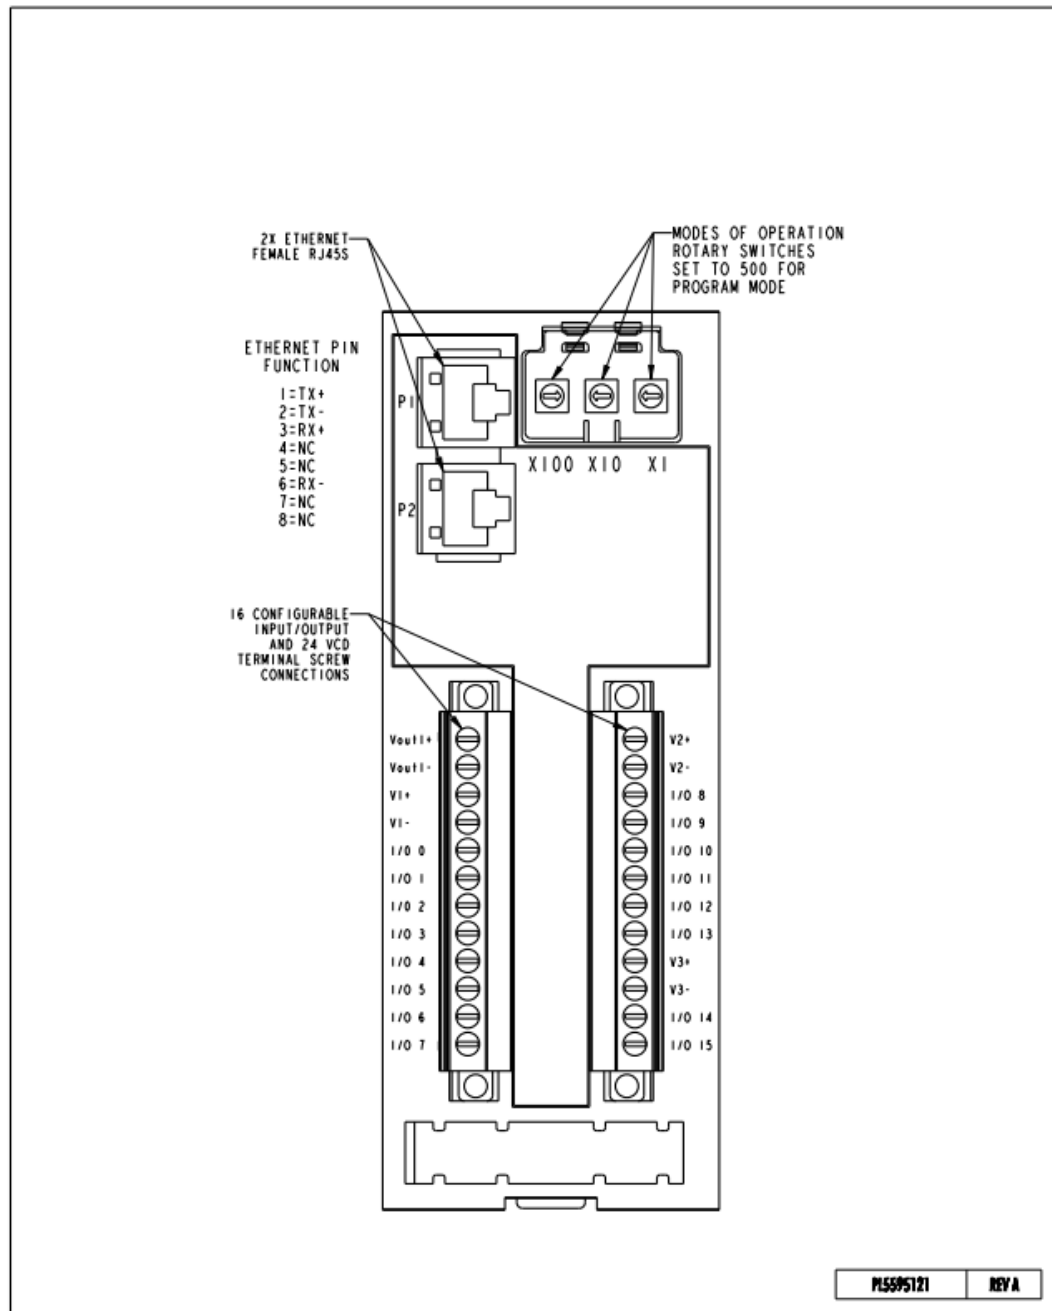 2X ETHERNET
FEMALE RJ45S
MODES OF OPERATION
ROTARY SWITCHES
SET TO 500 FOR
PROGRAM MODE
ETHERNET PIN
FUNCTION
1=TX+
2=TX-
3=RX+
4=NC
5=NC
6=RX-
7=NC
8=NC
P1
P2
X100 X10 X1
16 CONFIGURABLE
INPUT/OUTPUT
AND 24 VCD
TERMINAL SCREW
CONNECTIONS
Vout1+
Vout1-
V1+
V1-
I/O 0
I/O 1
I/O 2
I/O 3
I/O 4
I/O 5
I/O 6
I/O 7
V2+
V2-
I/O 8
I/O 9
I/O 10
I/O 11
I/O 12
I/O 13
V3+
V3-
I/O 14
I/O 15
PL5595121 REV A